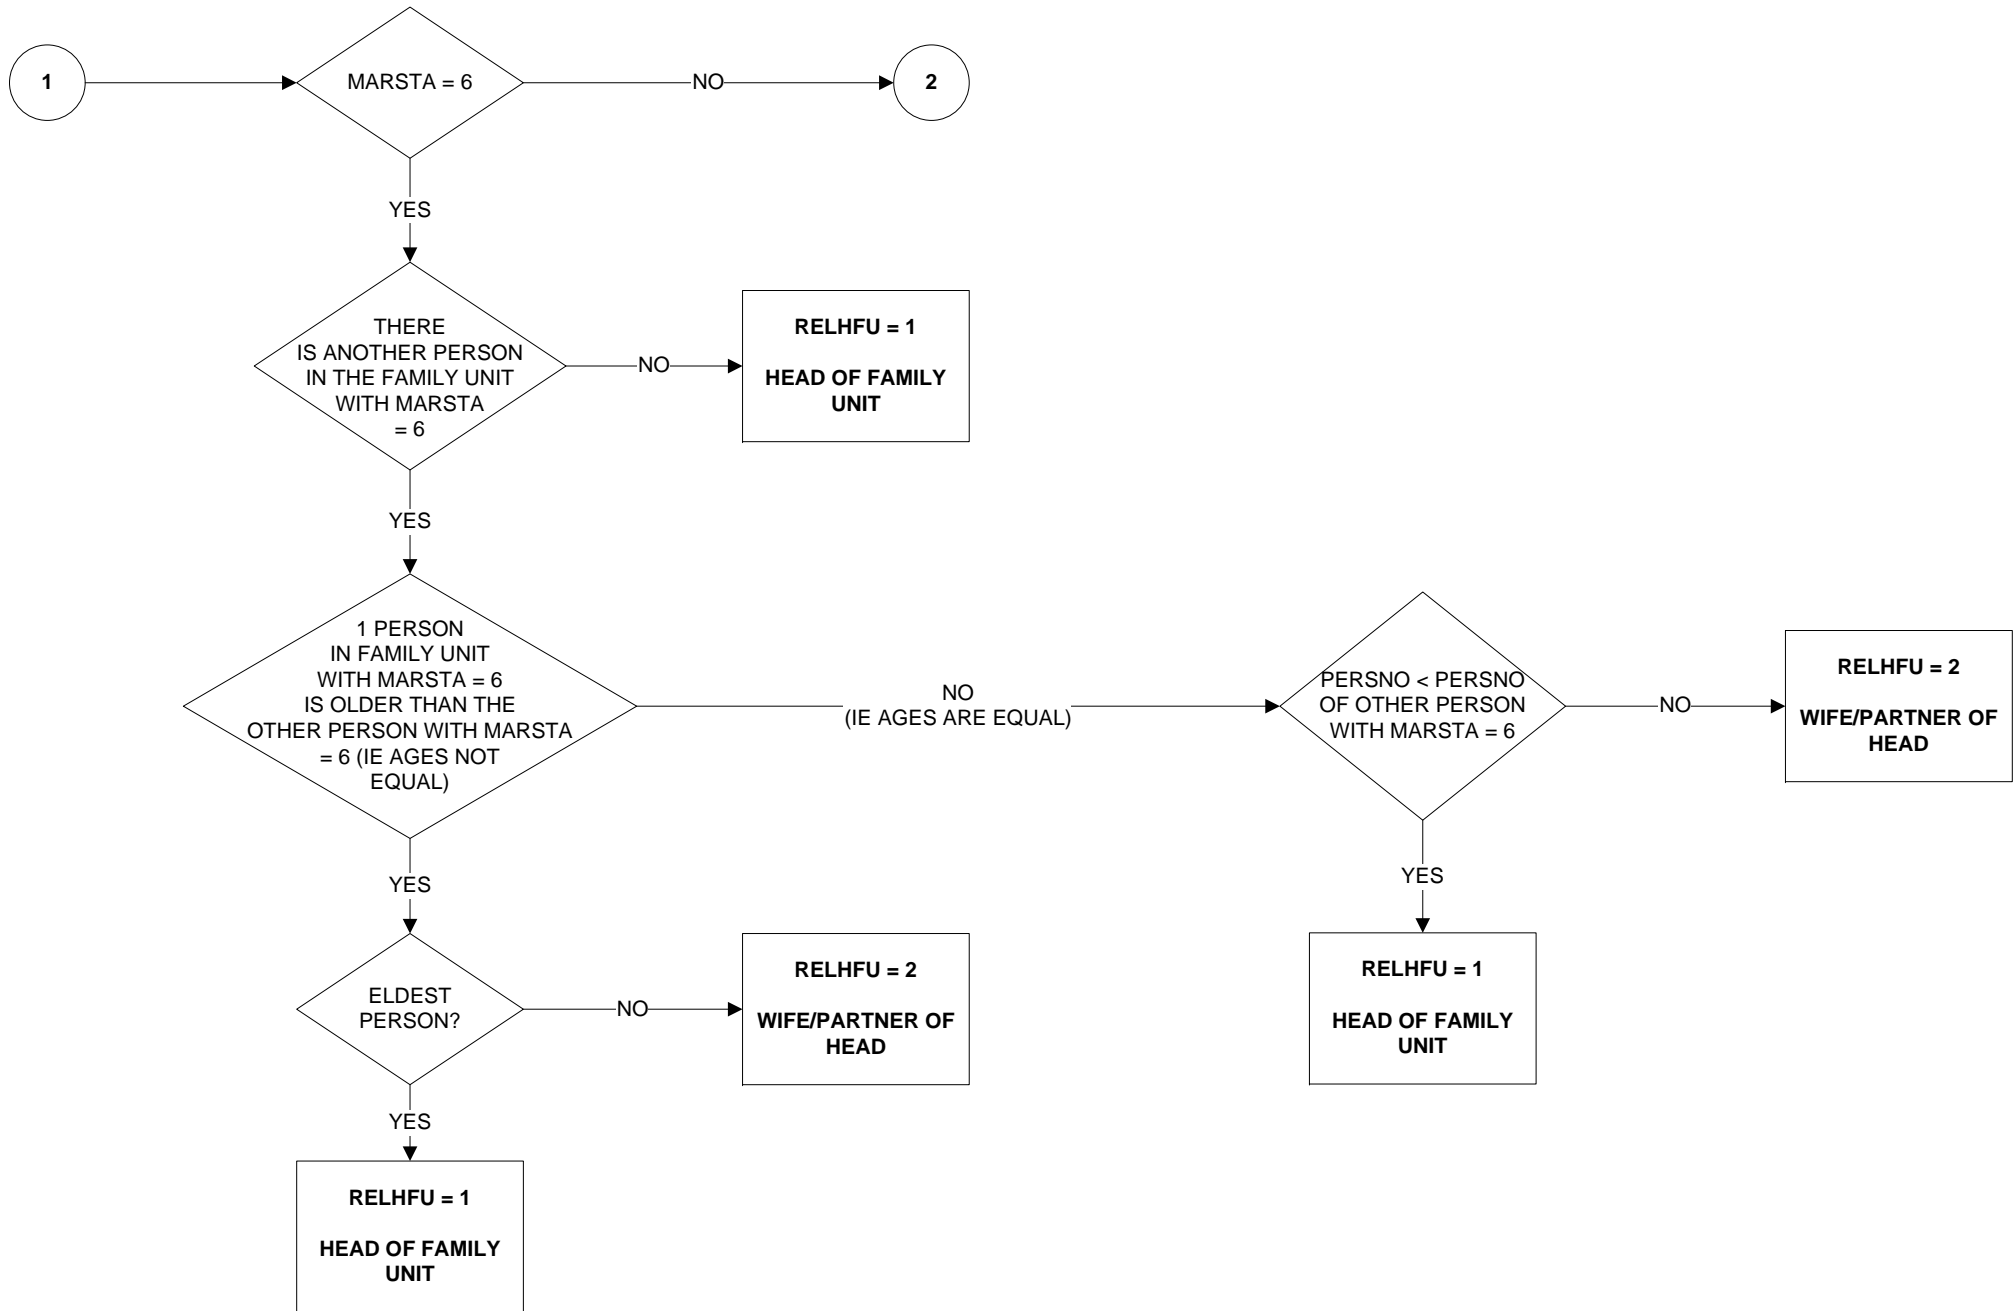 1
MARSTA = 6
NO
2
YES
THERE
IS ANOTHER PERSON
IN THE FAMILY UNIT
WITH MARSTA
= 6
NO
RELHFU = 1
HEAD OF FAMILY
UNIT
YES
1 PERSON
IN FAMILY UNIT
WITH MARSTA = 6
IS OLDER THAN THE
OTHER PERSON WITH MARSTA
= 6 (IE AGES NOT
EQUAL)
NO
(IE AGES ARE EQUAL)
PERSNO < PERSNO
OF OTHER PERSON
WITH MARSTA = 6
NO
RELHFU = 2
WIFE/PARTNER OF
HEAD
YES
YES
ELDEST
PERSON?
NO
RELHFU = 2
WIFE/PARTNER OF
HEAD
RELHFU = 1
HEAD OF FAMILY
UNIT
YES
RELHFU = 1
HEAD OF FAMILY
UNIT